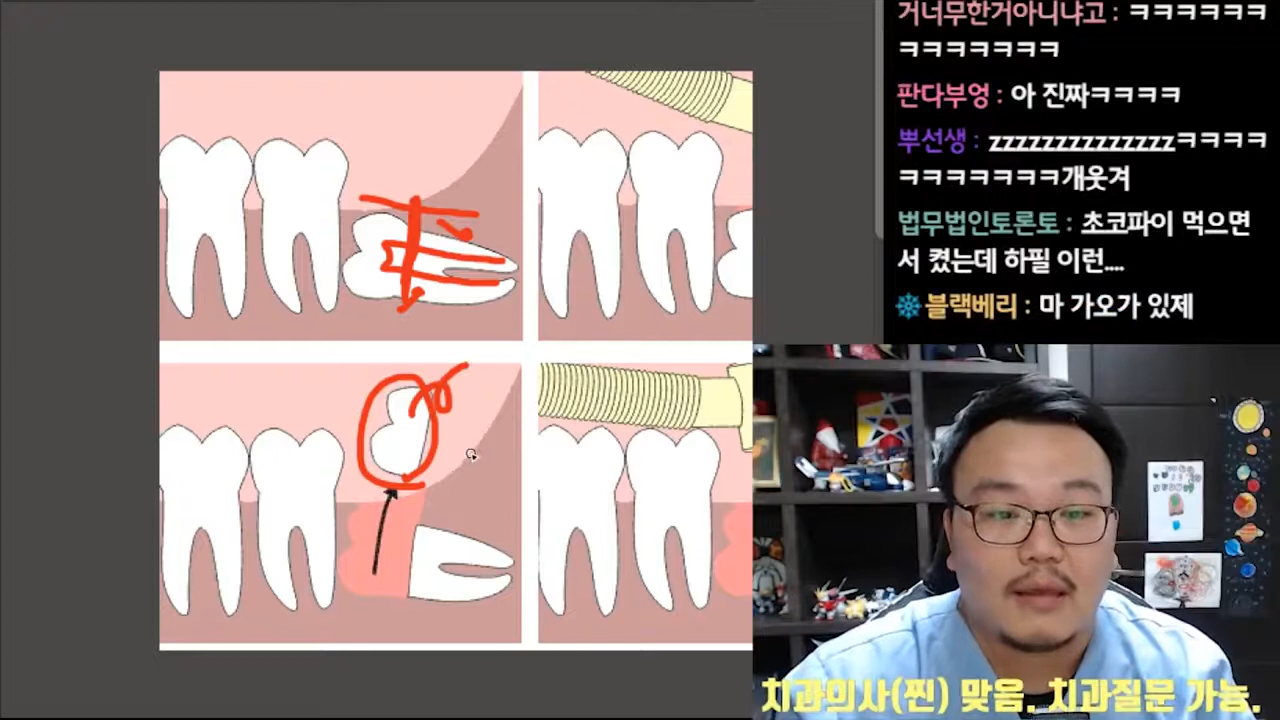 거너무한거아니냐고 : ㅋㅋㅋㅋㅋㅋ
ㅋㅋㅋㅋㅋㅋㅋ
판다부엉 : 아 진짜ㅋㅋㅋㅋ
뿌선생 : zzzzzzzzzzzzzzㅋㅋㅋㅋ
ㅋㅋㅋㅋㅋㅋㅋ개웃겨
법무법인토론토 : 초코파이 먹으면
서 켰는데 하필 이런....
블랙베리 : 마 가오가 있제
치과의사(찐) 맞음. 치과질문 가능.